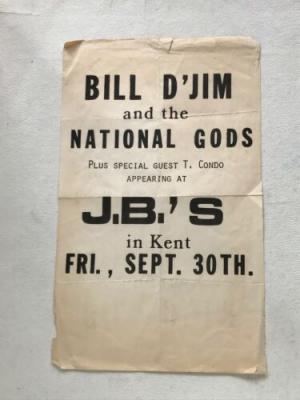 BILL D'JIM
and the
NATIONAL GODS
PLUS SPECIAL GUEST T. CONDO
APPEARING AT
J.B.'S
in Kent
FRI., SEPT. 30TH.